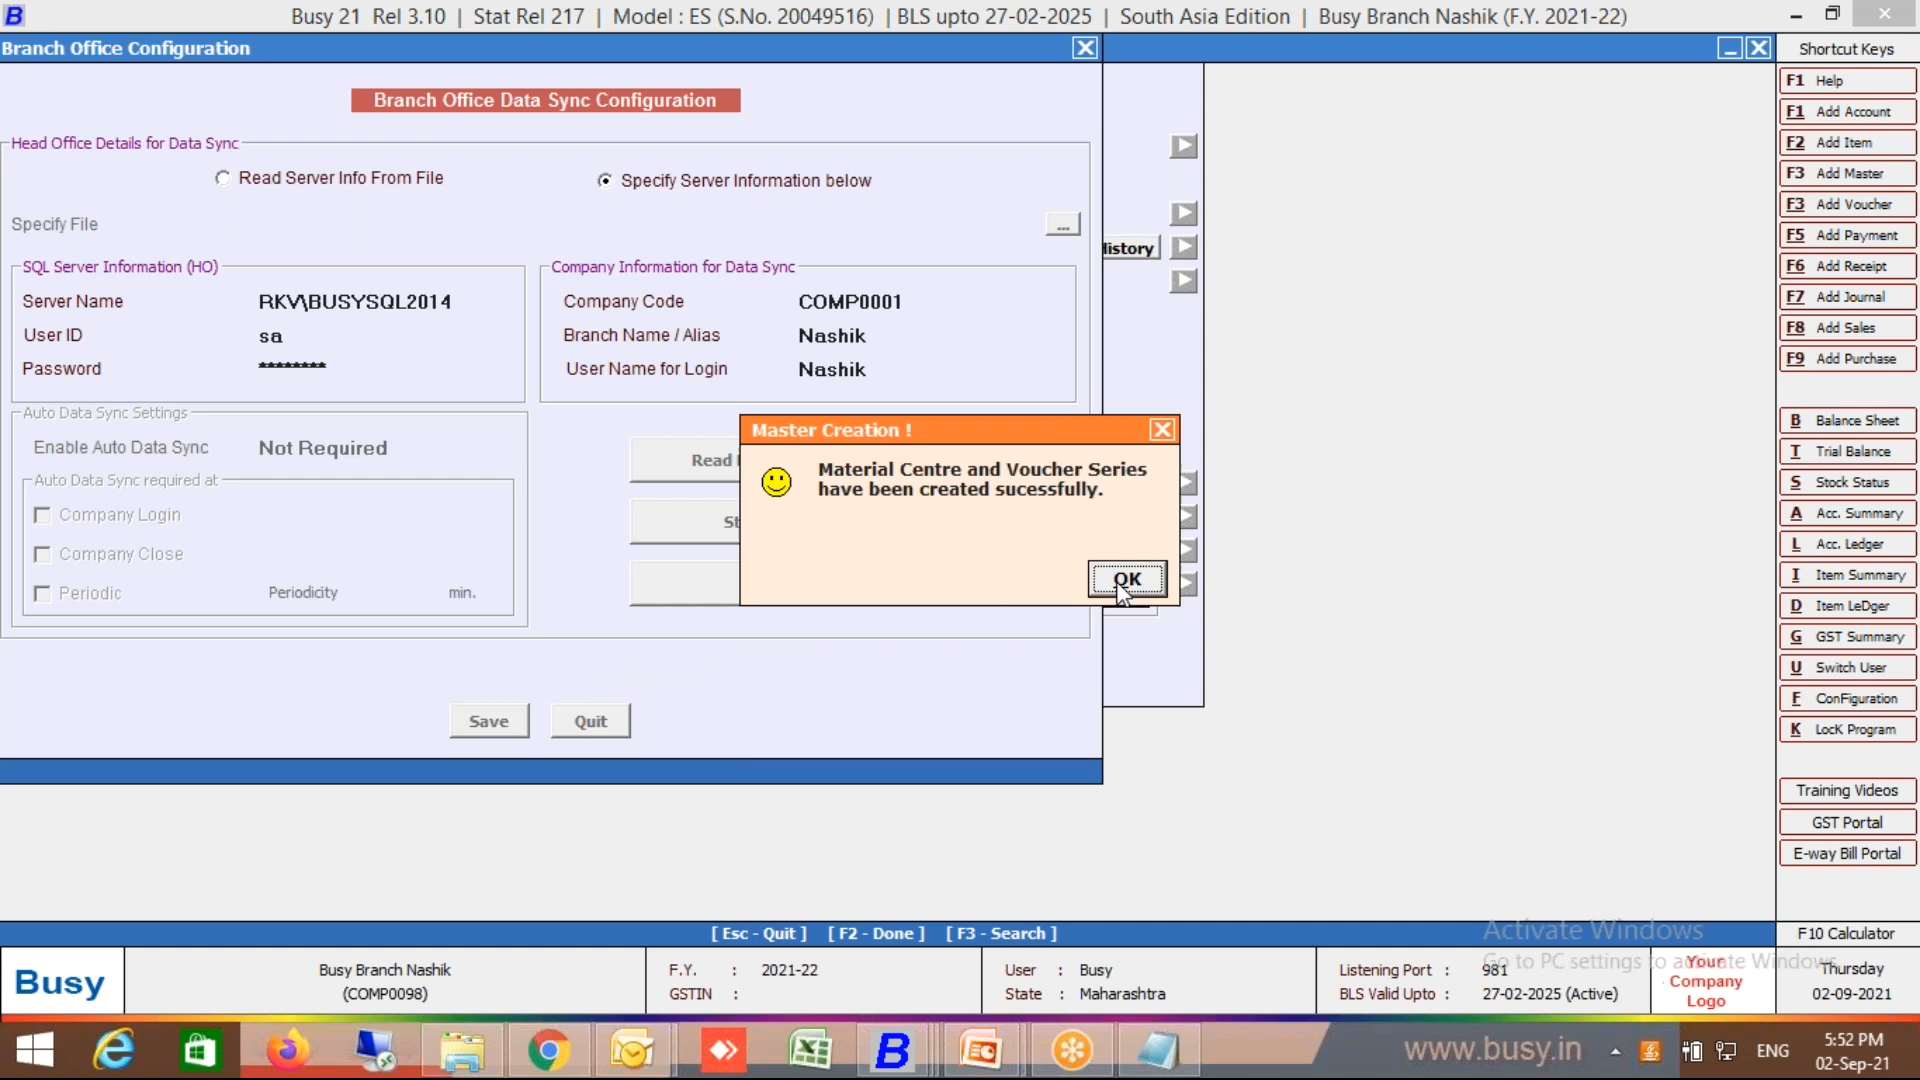 Busy 21 Rel 3.10 | Stat Rel 217 | Model : ES (S.No. 20049516) | BLS upto 27-02-2025 | South Asia Edition | Busy Branch Nashik (F.Y. 2021-22)
Branch Office Configuration
Branch Office Data Sync Configuration
Head Office Details for Data Sync
Read Server Info From File
Specify Server Information below
Specify File
...
SQL Server Information (HO)
Server Name RKV\BUSYSQL2014
User ID sa
Password ********
Company Information for Data Sync
Company Code COMP0001
Branch Name / Alias Nashik
User Name for Login Nashik
Auto Data Sync Settings
Enable Auto Data Sync Not Required
Auto Data Sync required at
Company Login
Company Close
Periodic Periodicity min.
Read
Master Creation !
Material Centre and Voucher Series
have been created sucessfully.
OK
Save Quit
Shortcut Keys
F1 Help
F1 Add Account
F2 Add Item
F3 Add Master
F3 Add Voucher
F5 Add Payment
F6 Add Receipt
F7 Add Journal
F8 Add Sales
F9 Add Purchase
B Balance Sheet
T Trial Balance
S Stock Status
A Acc. Summary
L Acc. Ledger
I Item Summary
D Item LeDger
G GST Summary
U Switch User
F ConFiguration
K LocK Program
Training Videos
GST Portal
E-way Bill Portal
[ Esc - Quit ] [ F2 - Done ] [ F3 - Search ]
Activate Windows
Go to PC settings to activate Windows.
F10 Calculator
Busy
Busy Branch Nashik
(COMP0098)
F.Y. : 2021-22
GSTIN :
User : Busy
State : Maharashtra
Listening Port : 981
BLS Valid Upto : 27-02-2025 (Active)
Your
Company
Logo
Thursday
02-09-2021
www.busy.in
ENG
5:52 PM
02-Sep-21